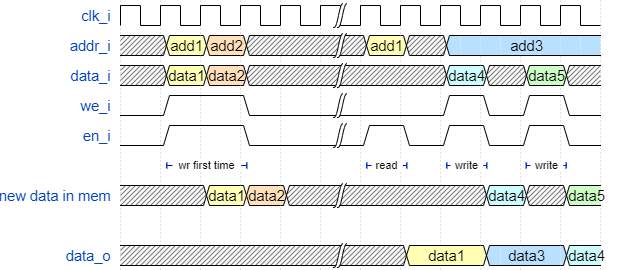 clk_i
addr_i add1 add2 add1 add3
data_i data1 data2 data4 data5
we_i
en_i
wr first time read write write
new data in mem data1 data2 data4 data5
data_o data1 data3 data4